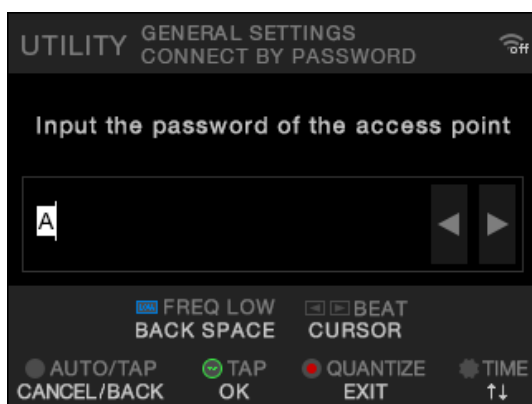 UTILITY GENERAL SETTINGS
CONNECT BY PASSWORD
off
Input the password of the access point
A
FREQ LOW BEAT
BACK SPACE CURSOR
AUTO/TAP TAP QUANTIZE TIME
CANCEL/BACK OK EXIT ↑↓